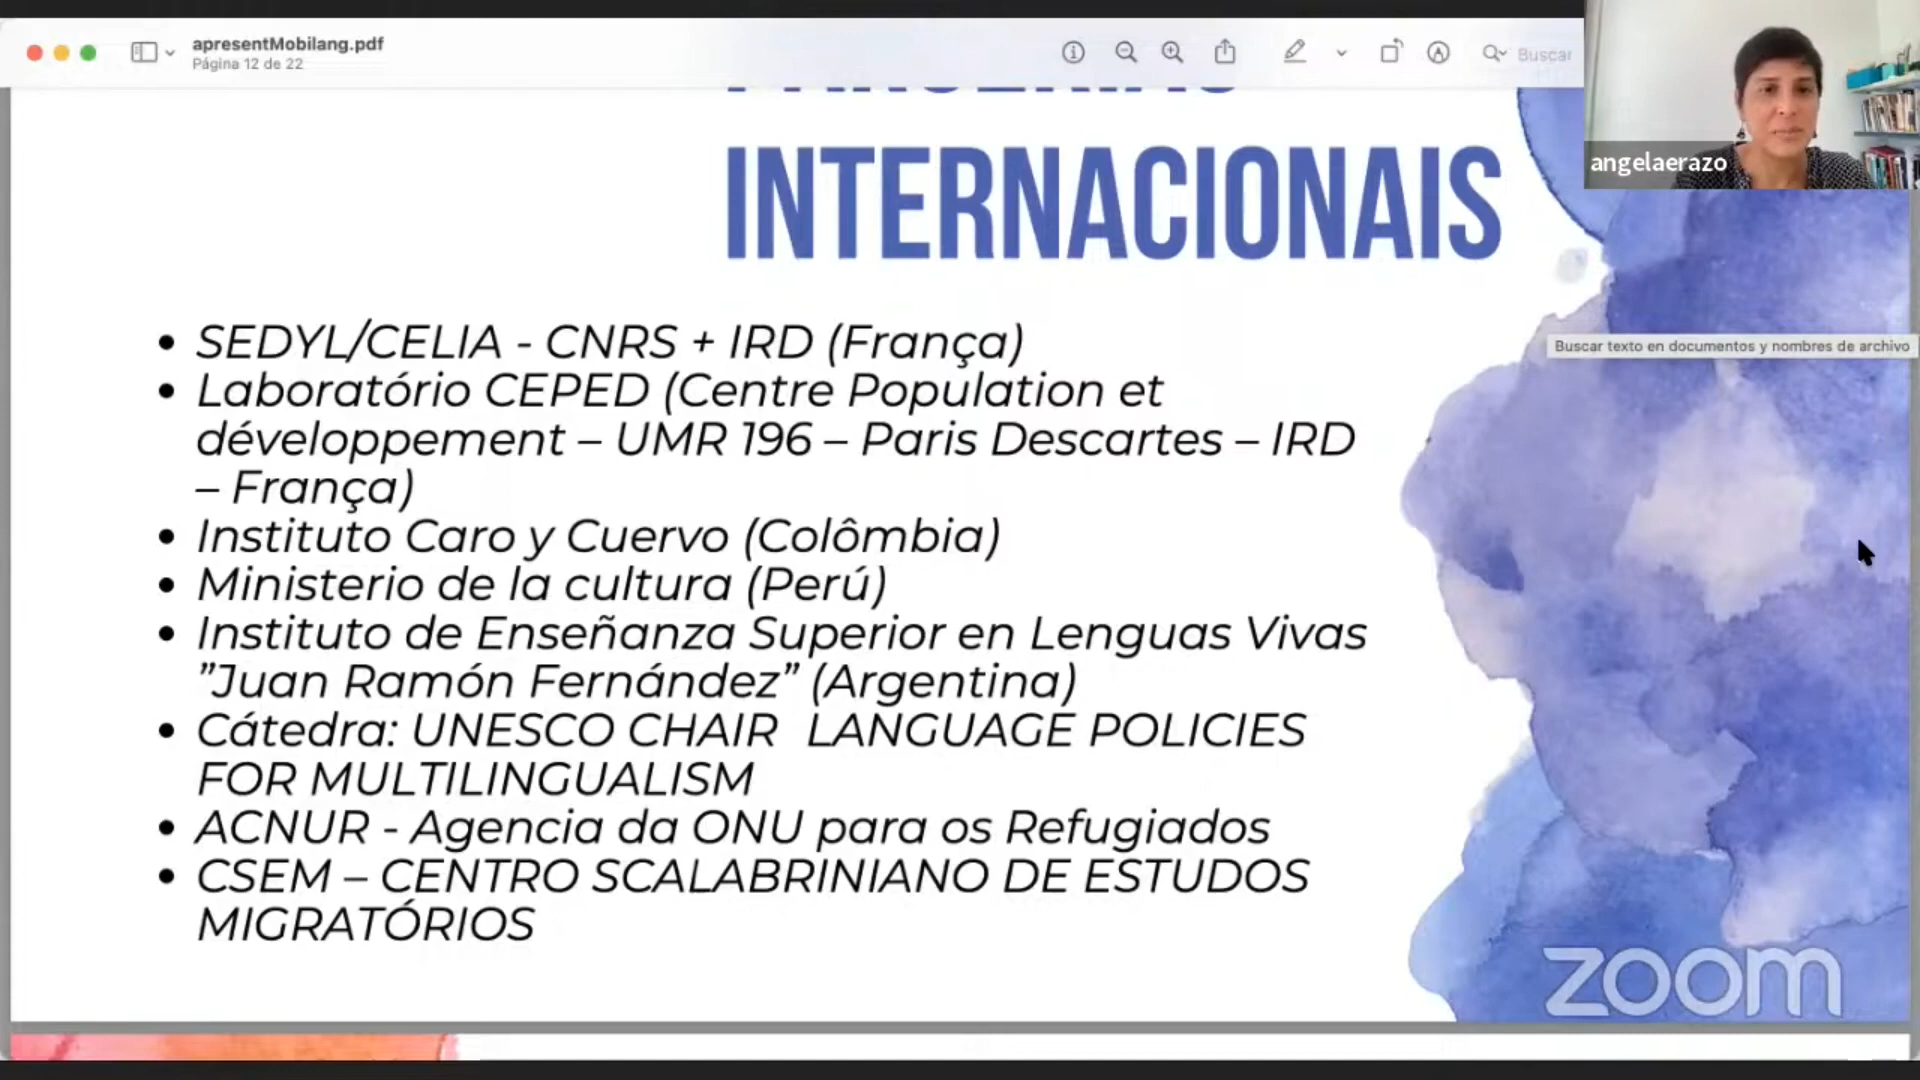 apresentMobilang.pdf
Página 12 de 22
Buscar
angelaerazo
PARCERIAS
INTERNACIONAIS
Buscar texto en documentos y nombres de archivo
• SEDYL/CELIA - CNRS + IRD (França)
• Laboratório CEPED (Centre Population et
développement – UMR 196 – Paris Descartes – IRD
– França)
• Instituto Caro y Cuervo (Colômbia)
• Ministerio de la cultura (Perú)
• Instituto de Enseñanza Superior en Lenguas Vivas
”Juan Ramón Fernández” (Argentina)
• Cátedra: UNESCO CHAIR  LANGUAGE POLICIES
FOR MULTILINGUALISM
• ACNUR - Agencia da ONU para os Refugiados
• CSEM – CENTRO SCALABRINIANO DE ESTUDOS
MIGRATÓRIOS
zoom